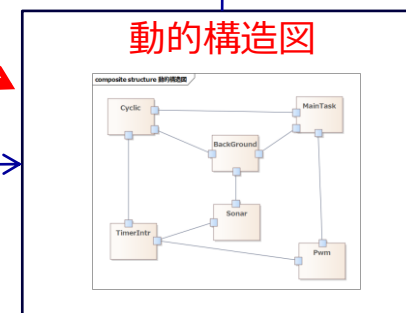 動的構造図
composite structure 動的構造図
Cyclic
MainTask
BackGround
Sonar
TimerIntr
Pwm